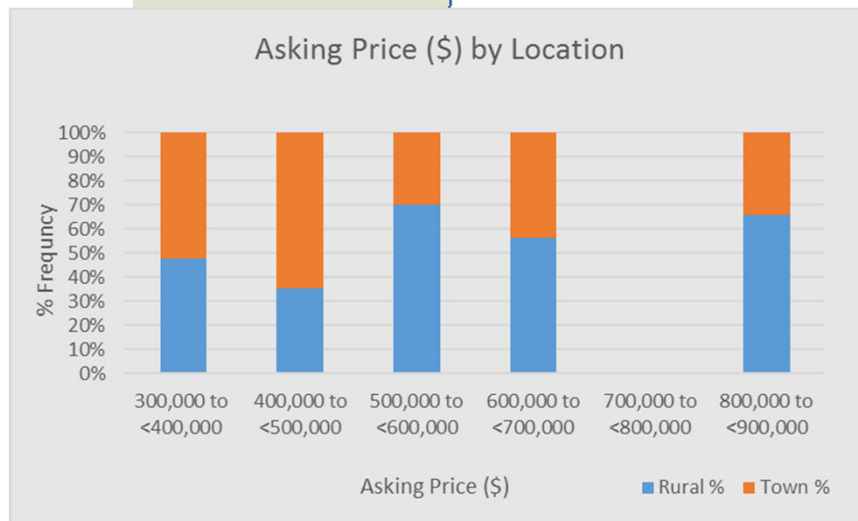 Asking Price ($) by Location
100%
90%
80%
70%
60%
50%
40%
30%
20%
10%
0%
% Frequncy
300,000 to
<400,000
400,000 to
<500,000
500,000 to
<600,000
600,000 to
<700,000
700,000 to
<800,000
800,000 to
<900,000
Asking Price ($)
Rural %
Town %